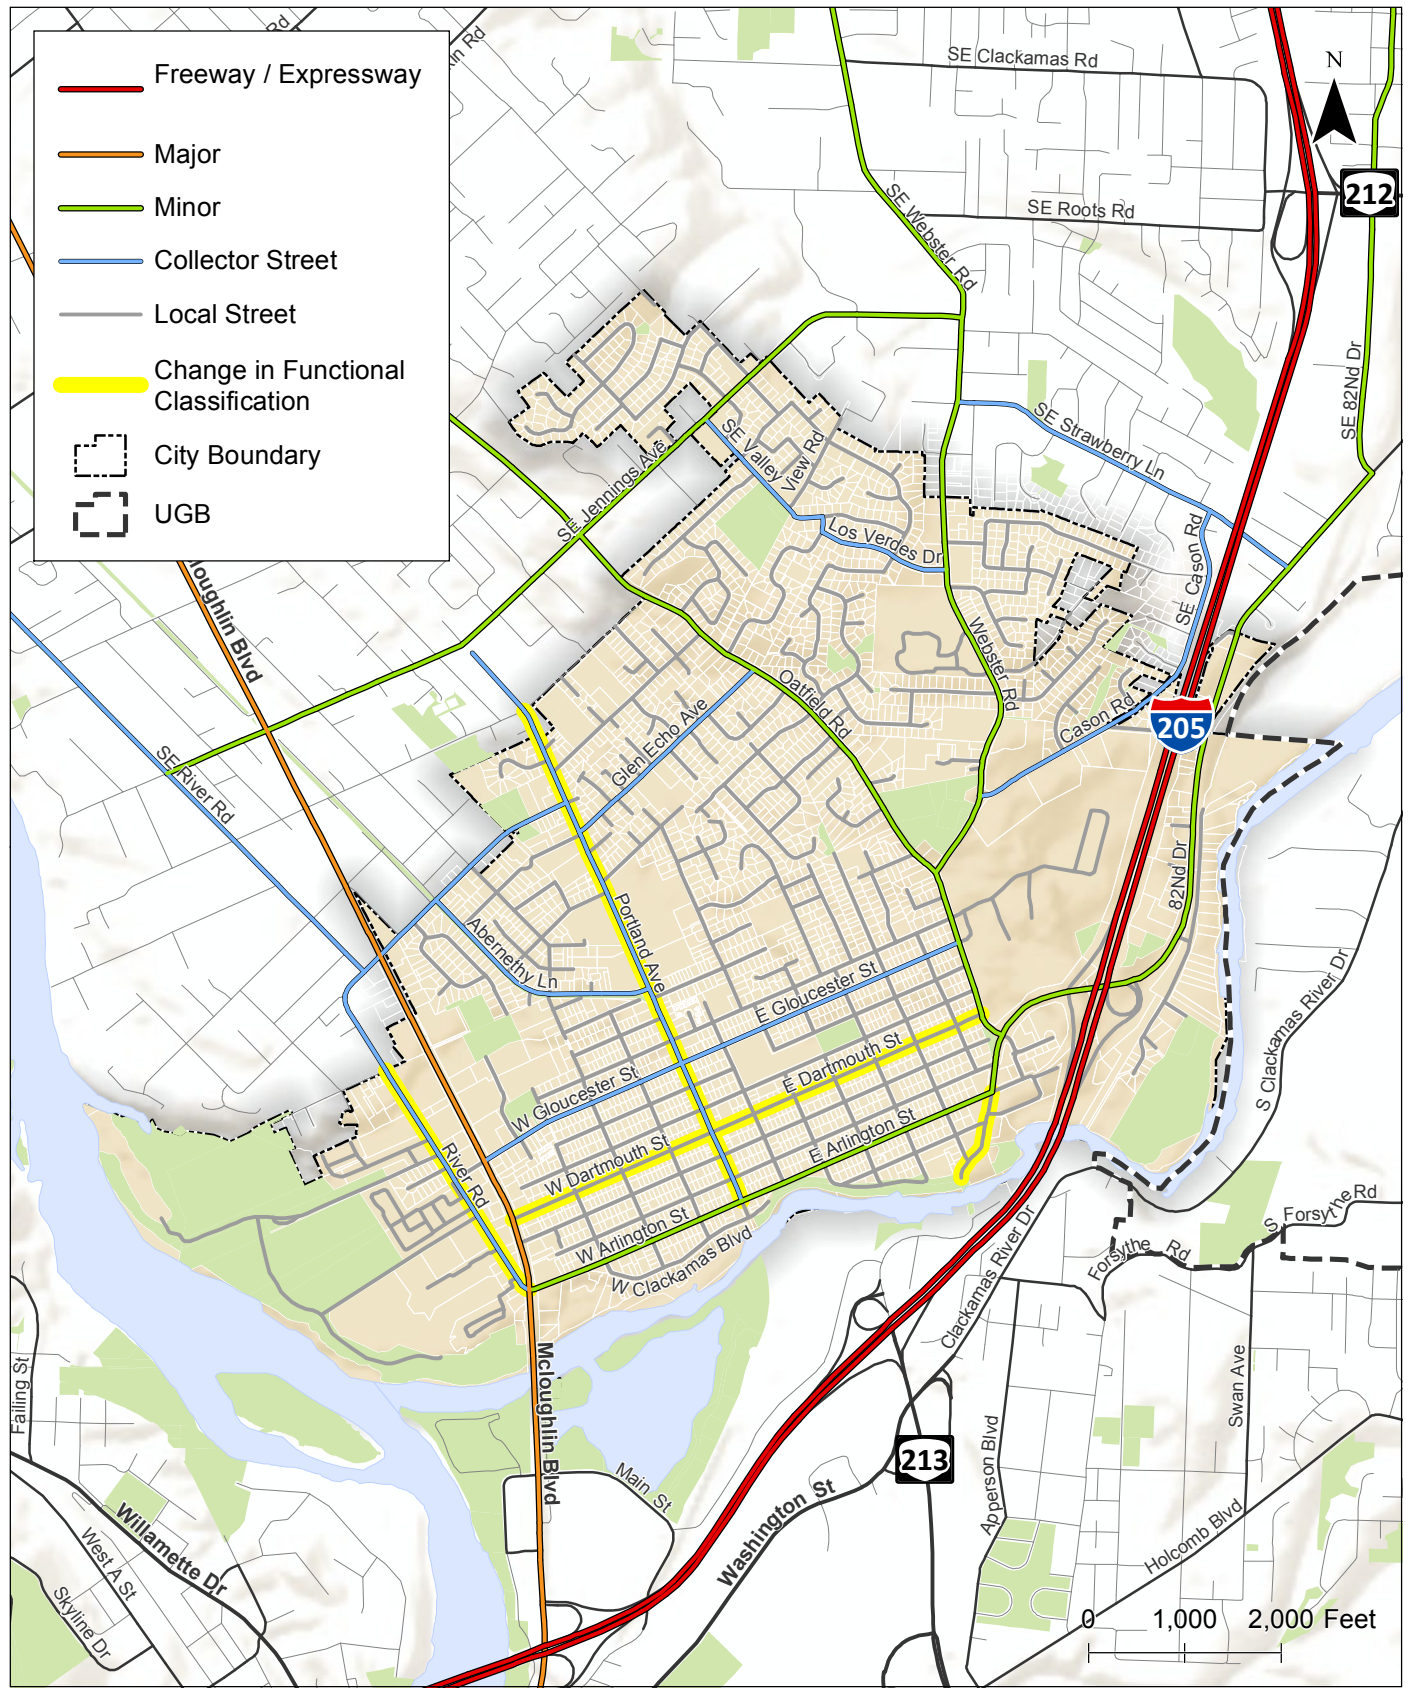 Freeway / Expressway
Major
Minor
Collector Street
Local Street
Change in Functional
Classification
City Boundary
UGB
Rd
Rd
N
SE Clackamas Rd
212
SE Webster Rd
SE Roots Rd
SE 82Nd Dr
SE Strawberry Ln
SE Valley
View Rd
SE Jennings Ave
Los Verdes Dr
SE Cason Rd
loughlin Blvd
Webster Rd
Oatfield Rd
Glen Echo Ave
Cason Rd
205
SE River Rd
82Nd Dr
Portland Ave
Abernethy Ln
E Gloucester St
S Clackamas River Dr
E Dartmouth St
W Gloucester St
E Arlington St
W Dartmouth St
River Rd
W Arlington St
W Clackamas Blvd
S Forsythe Rd
Forsythe Rd
Clackamas River Dr
Mcloughlin Blvd
Failing St
Swan Ave
213
Apperson Blvd
Main St
Washington St
Holcomb Blvd
Willamette Dr
West A St
Skyline Dr
0 1,000 2,000 Feet